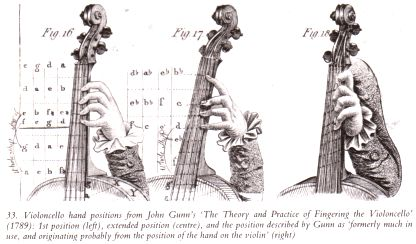 Fig.16
Fig.17
Fig.18
e g d a
d♭ a♭ e♭ b♭♭
33. Violoncello hand positions from John Gunn's 'The Theory and Practice of Fingering the Violoncello'
(1789): 1st position (left), extended position (centre), and the position described by Gunn as 'formerly much in
use, and originating probably from the position of the hand on the violin' (right)